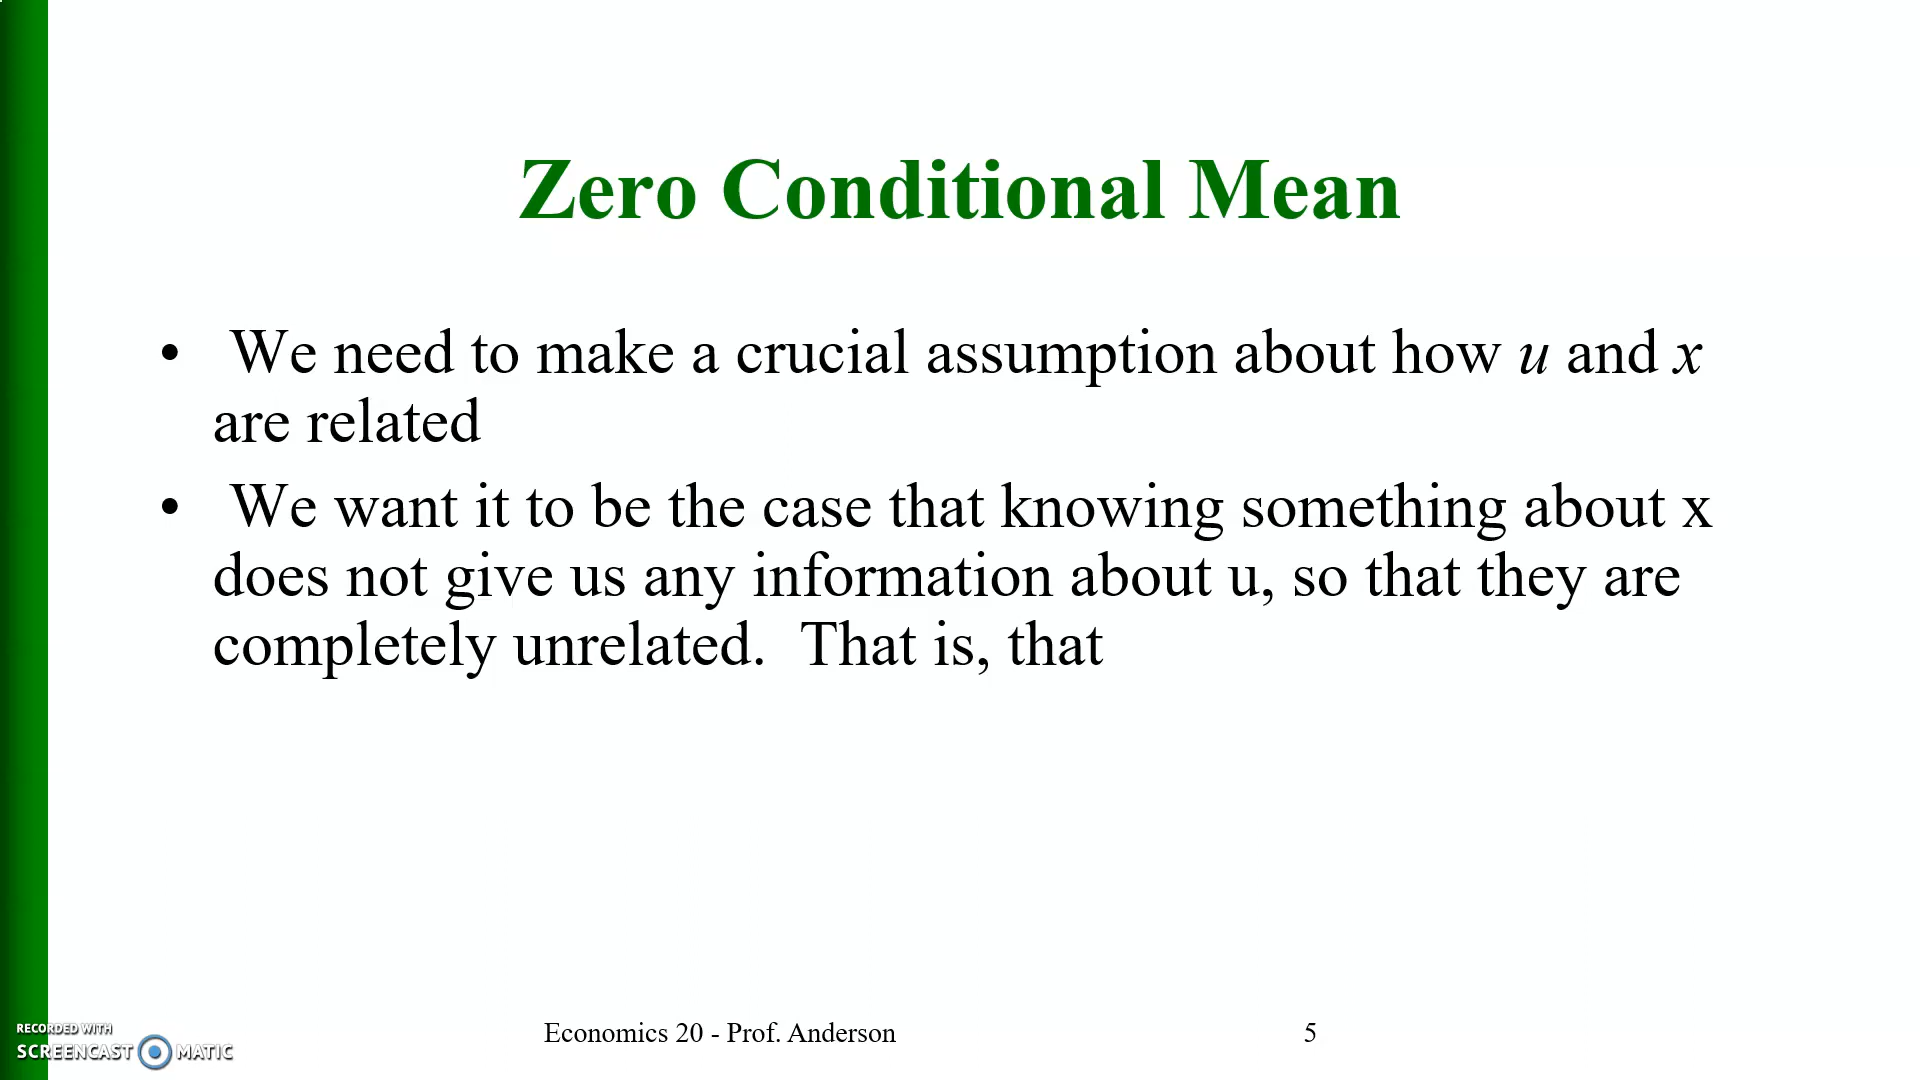 Zero Conditional Mean
• We need to make a crucial assumption about how u and x
are related
• We want it to be the case that knowing something about x
does not give us any information about u, so that they are
completely unrelated.  That is, that
Economics 20 - Prof. Anderson 5
RECORDED WITH
SCREENCAST MATIC